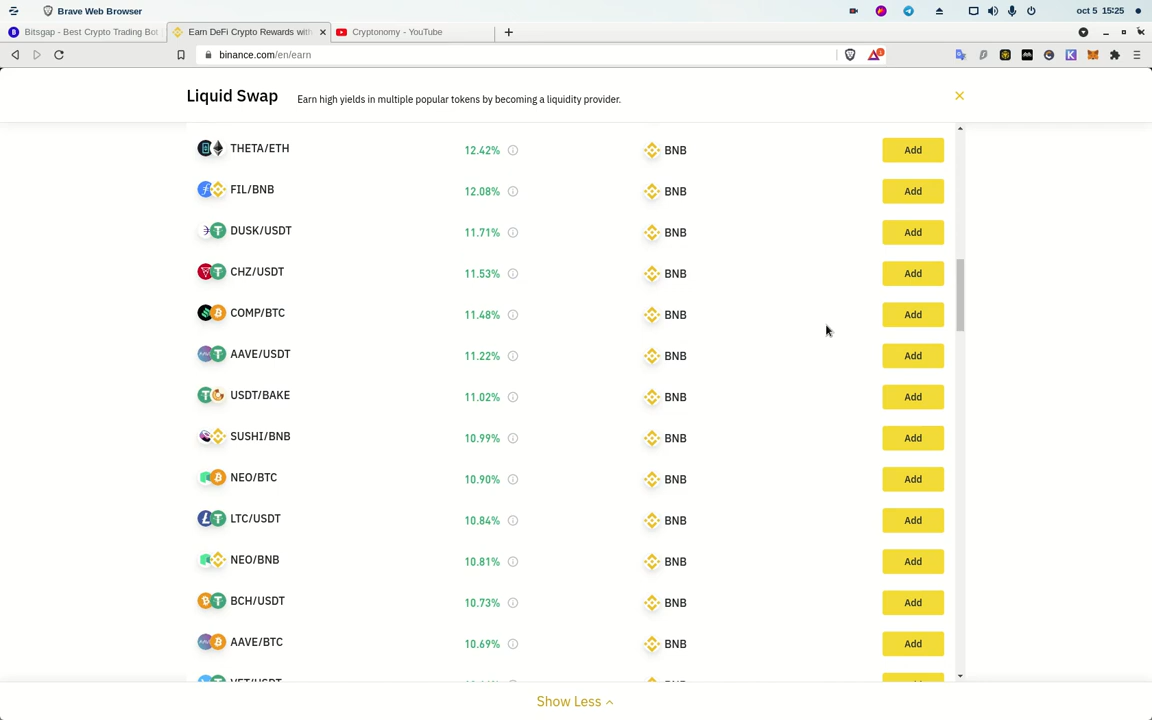 Brave Web Browser
oct 5 15:25
Bitsgap - Best Crypto Trading Bot
Earn DeFi Crypto Rewards with
Cryptonomy - YouTube
binance.com/en/earn
Liquid Swap
Earn high yields in multiple popular tokens by becoming a liquidity provider.
THETA/ETH 12.42% BNB Add
FIL/BNB 12.08% BNB Add
DUSK/USDT 11.71% BNB Add
CHZ/USDT 11.53% BNB Add
COMP/BTC 11.48% BNB Add
AAVE/USDT 11.22% BNB Add
USDT/BAKE 11.02% BNB Add
SUSHI/BNB 10.99% BNB Add
NEO/BTC 10.90% BNB Add
LTC/USDT 10.84% BNB Add
NEO/BNB 10.81% BNB Add
BCH/USDT 10.73% BNB Add
AAVE/BTC 10.69% BNB Add
VET/USDT
Show Less